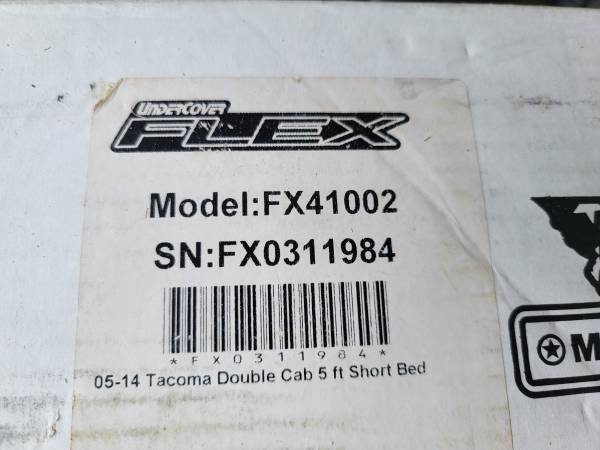 UNDERCOVER
FLEX
Model:FX41002
SN:FX0311984
*FX0311984*
05-14 Tacoma Double Cab 5 ft Short Bed
M